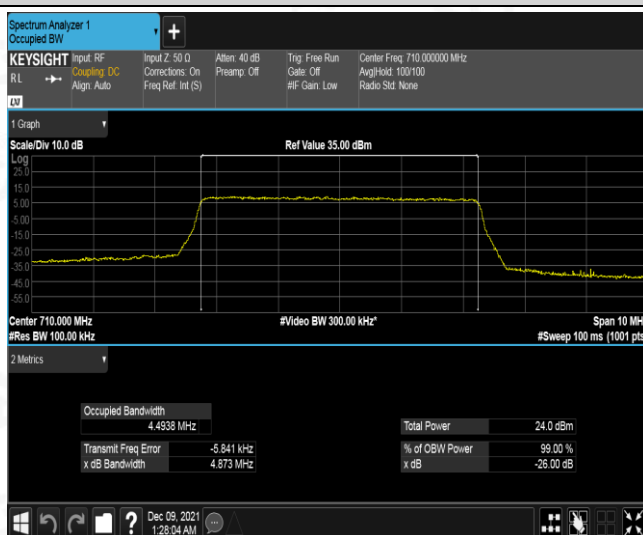 Spectrum Analyzer 1
Occupied BW
+
KEYSIGHT Input: RF Input Z: 50 Ω Atten: 40 dB Trig: Free Run Center Freq: 710.000000 MHz
RL Coupling: DC Corrections: On Preamp: Off Gate: Off Avg|Hold: 100/100
Align: Auto Freq Ref: Int (S) #IF Gain: Low Radio Std: None
LXI
1 Graph
Scale/Div 10.0 dB Ref Value 35.00 dBm
Log
25.0
15.0
5.00
-5.00
-15.0
-25.0
-35.0
-45.0
-55.0
Center 710.000 MHz #Video BW 300.00 kHz* Span 10 MH
#Res BW 100.00 kHz #Sweep 100 ms (1001 pts
2 Metrics
Occupied Bandwidth
4.4938 MHz Total Power 24.0 dBm
Transmit Freq Error -5.841 kHz % of OBW Power 99.00 %
x dB Bandwidth 4.873 MHz x dB -26.00 dB
? Dec 09, 2021
1:28:04 AM